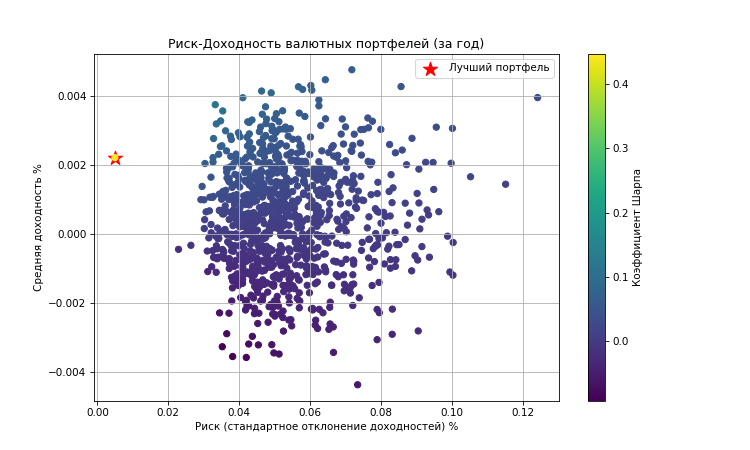 Риск-Доходность валютных портфелей (за год)
Лучший портфель
Средняя доходность %
0.004
0.002
0.000
−0.002
−0.004
0.00 0.02 0.04 0.06 0.08 0.10 0.12
Риск (стандартное отклонение доходностей) %
0.4
0.3
0.2
0.1
0.0
Коэффициент Шарпа